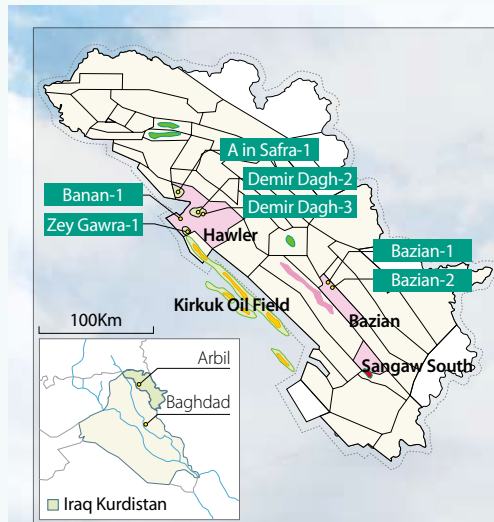 A in Safra-1
Demir Dagh-2
Banan-1
Demir Dagh-3
Zey Gawra-1
Hawler
Bazian-1
Bazian-2
Kirkuk Oil Field
100Km
Bazian
Sangaw South
Arbil
Baghdad
Iraq Kurdistan